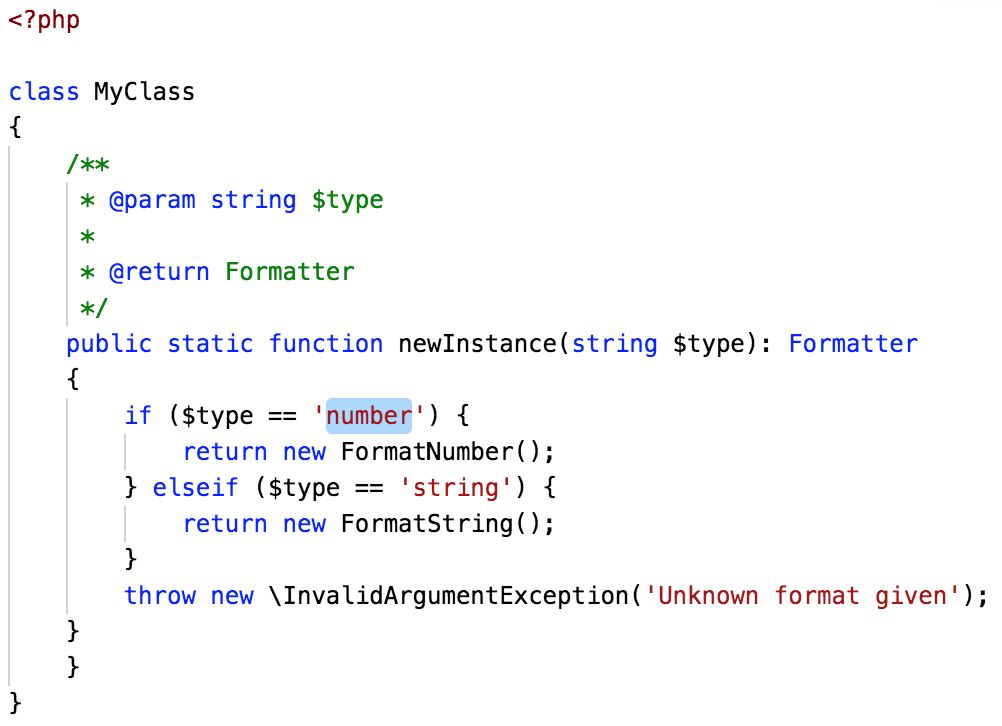 <?php

class MyClass
{
    /**
     * @param string $type
     *
     * @return Formatter
     */
    public static function newInstance(string $type): Formatter
    {
        if ($type == 'number') {
            return new FormatNumber();
        } elseif ($type == 'string') {
            return new FormatString();
        }
        throw new \InvalidArgumentException('Unknown format given');
    }
    }
}